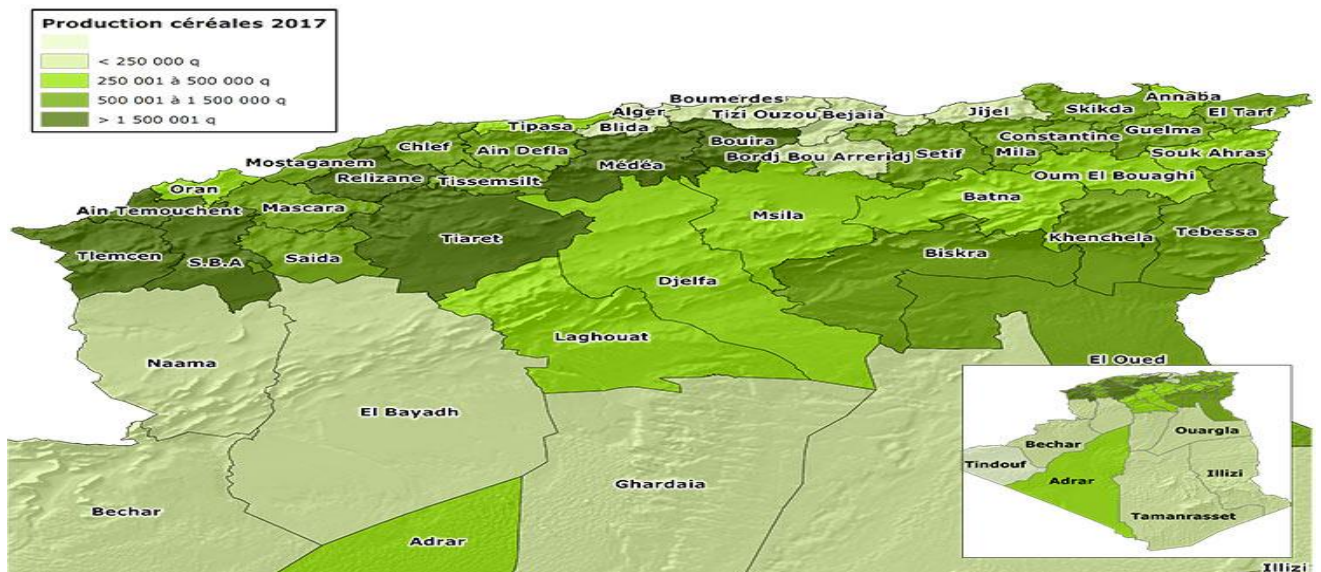 Production céréales 2017
< 250 000 q
250 001 à 500 000 q
500 001 à 1 500 000 q
> 1 500 001 q
Boumerdes
Annaba
Alger
Tizi Ouzou
Bejaia
Jijel
Skikda
El Tarf
Tipasa
Blida
Guelma
Chlef
Ain Defla
Bouira
Constantine
Mostaganem
Médéa
Bordj Bou Arreridj
Setif
Mila
Souk Ahras
Relizane
Tissemsilt
Oum El Bouaghi
Oran
Batna
Ain Temouchent
Mascara
Msila
Tiaret
Khenchela
Tebessa
Tlemcen
S.B.A
Saida
Biskra
Djelfa
Laghouat
Naama
El Oued
El Bayadh
Ghardaia
Bechar
Adrar
Illizi
Ouargla
Bechar
Tindouf
Illizi
Adrar
Tamanrasset